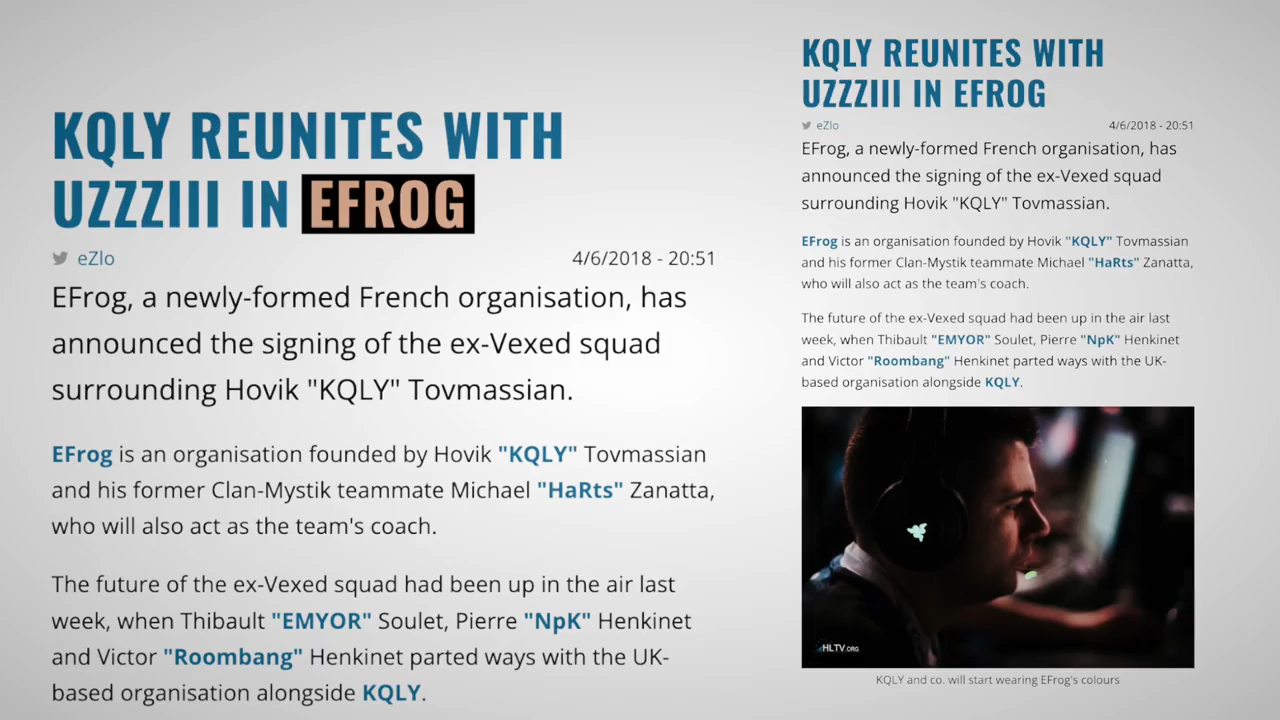 KQLY REUNITES WITH
UZZZIII IN EFROG
eZlo
4/6/2018 - 20:51
EFrog, a newly-formed French organisation, has
announced the signing of the ex-Vexed squad
surrounding Hovik "KQLY" Tovmassian.
EFrog is an organisation founded by Hovik "KQLY" Tovmassian
and his former Clan-Mystik teammate Michael "HaRts" Zanatta,
who will also act as the team's coach.
The future of the ex-Vexed squad had been up in the air last
week, when Thibault "EMYOR" Soulet, Pierre "NpK" Henkinet
and Victor "Roombang" Henkinet parted ways with the UK-
based organisation alongside KQLY.
KQLY REUNITES WITH
UZZZIII IN EFROG
eZlo
4/6/2018 - 20:51
EFrog, a newly-formed French organisation, has
announced the signing of the ex-Vexed squad
surrounding Hovik "KQLY" Tovmassian.
EFrog is an organisation founded by Hovik "KQLY" Tovmassian
and his former Clan-Mystik teammate Michael "HaRts" Zanatta,
who will also act as the team's coach.
The future of the ex-Vexed squad had been up in the air last
week, when Thibault "EMYOR" Soulet, Pierre "NpK" Henkinet
and Victor "Roombang" Henkinet parted ways with the UK-
based organisation alongside KQLY.
HLTV.ORG
KQLY and co. will start wearing EFrog's colours